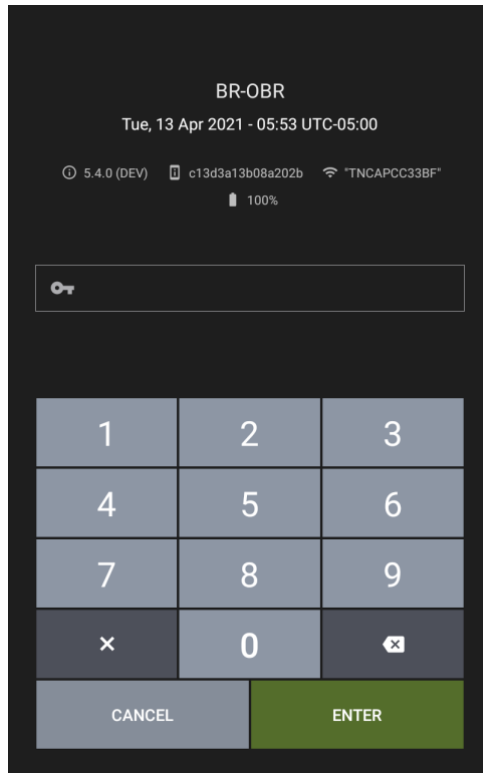 BR-OBR
Tue, 13 Apr 2021 - 05:53 UTC-05:00
5.4.0 (DEV) c13d3a13b08a202b "TNCAPCC33BF"
100%
1 2 3
4 5 6
7 8 9
0
CANCEL ENTER